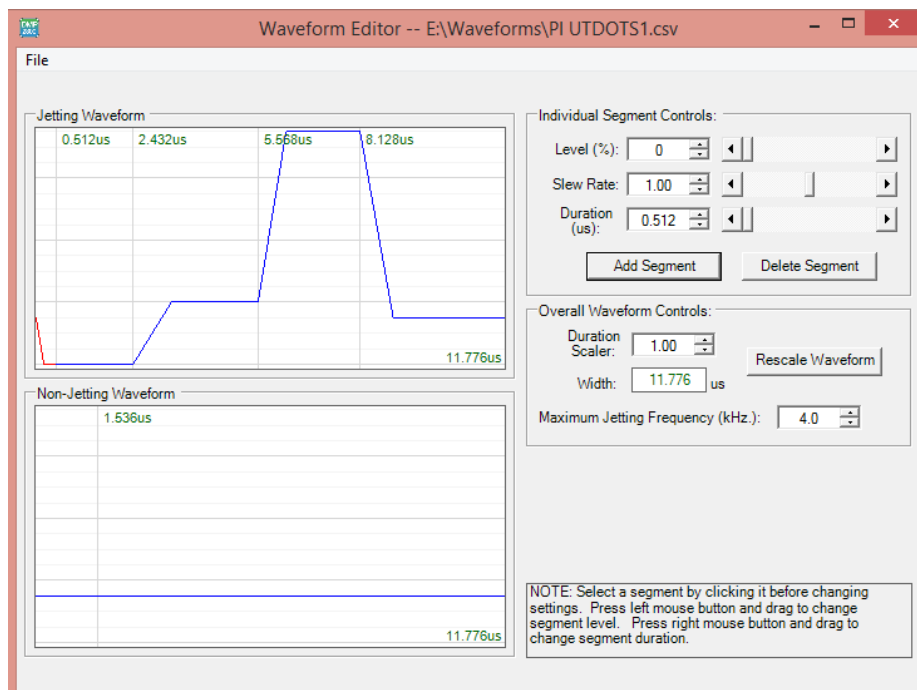 Waveform Editor -- E:\Waveforms\PI UTDOTS1.csv
File
Jetting Waveform
0.512us 2.432us 5.568us 8.128us
11.776us
Non-Jetting Waveform
1.536us
11.776us
Individual Segment Controls:
Level (%): 0
Slew Rate: 1.00
Duration
(us): 0.512
Add Segment Delete Segment
Overall Waveform Controls:
Duration
Scaler: 1.00
Rescale Waveform
Width: 11.776 us
Maximum Jetting Frequency (kHz.): 4.0
NOTE: Select a segment by clicking it before changing
settings. Press left mouse button and drag to change
segment level. Press right mouse button and drag to
change segment duration.